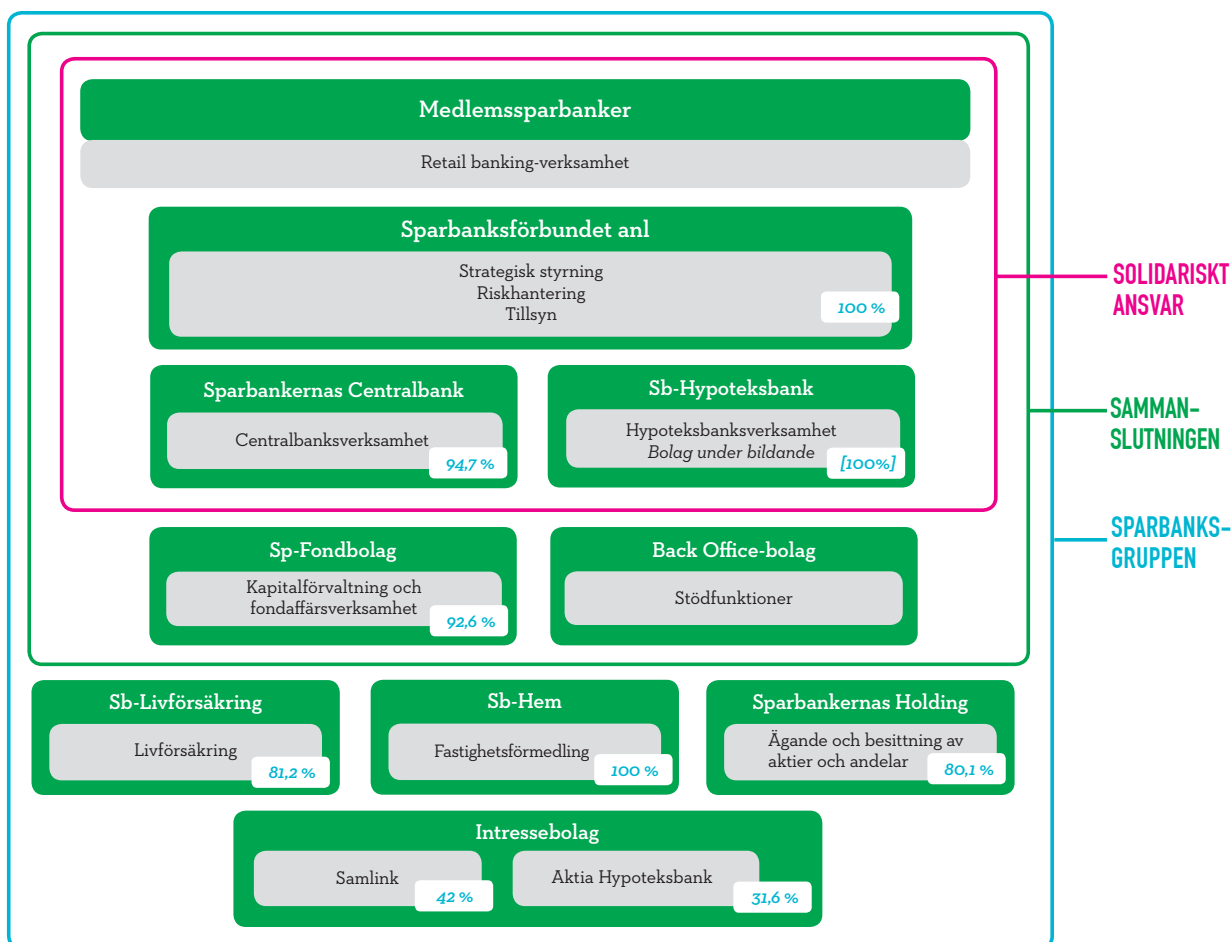 Medlemssparbanker
Retail banking-verksamhet
Sparbanksförbundet anl
Strategisk styrning
Riskhantering
Tillsyn
100 %
SOLIDARISKT
ANSVAR
Sparbankernas Centralbank
Centralbanksverksamhet
94,7 %
Sb-Hypoteksbank
Hypoteksbanksverksamhet
Bolag under bildande
[100%]
SAMMAN-
SLUTNINGEN
Sp-Fondbolag
Kapitalförvaltning och
fondaffärsverksamhet
92,6 %
Back Office-bolag
Stödfunktioner
SPARBANKS-
GRUPPEN
Sb-Livförsäkring
Livförsäkring
81,2 %
Sb-Hem
Fastighetsförmedling
100 %
Sparbankernas Holding
Ägande och besittning av
aktier och andelar
80,1 %
Intressebolag
Samlink
42 %
Aktia Hypoteksbank
31,6 %